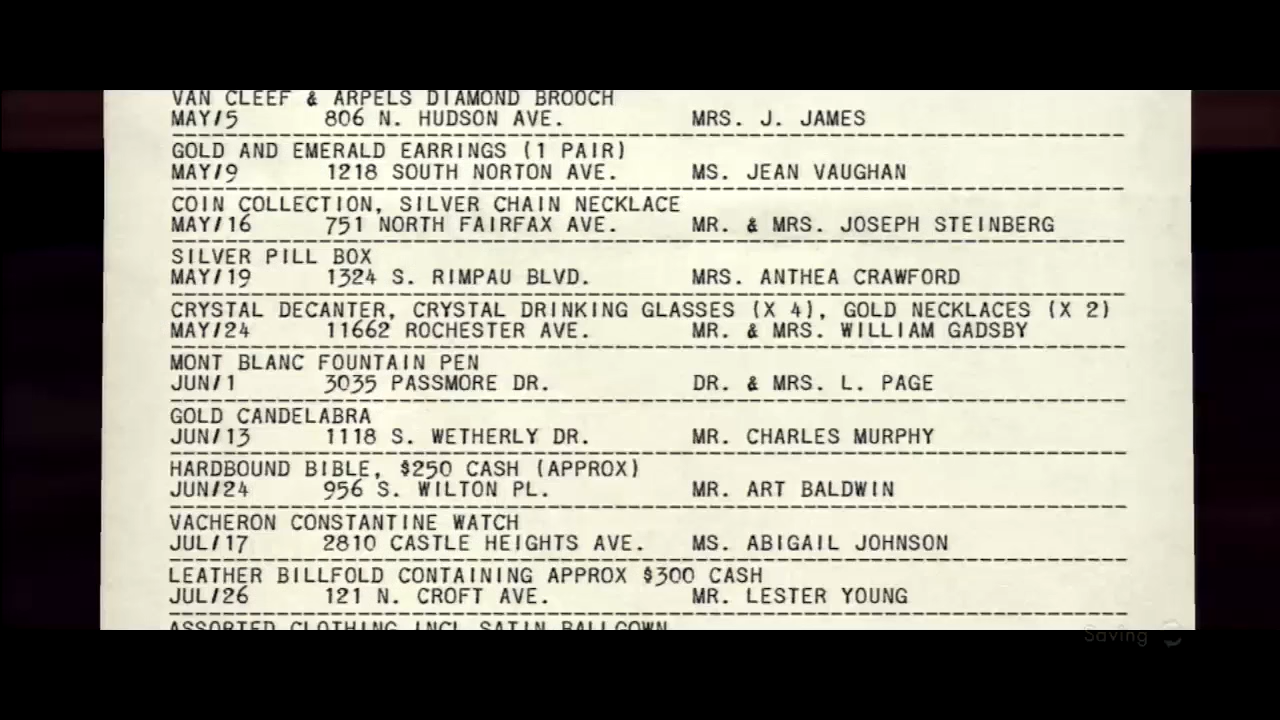 VAN CLEEF & ARPELS DIAMOND BROOCH
MAY/5 806 N. HUDSON AVE. MRS. J. JAMES
GOLD AND EMERALD EARRINGS (1 PAIR)
MAY/9 1218 SOUTH NORTON AVE. MS. JEAN VAUGHAN
COIN COLLECTION, SILVER CHAIN NECKLACE
MAY/16 751 NORTH FAIRFAX AVE. MR. & MRS. JOSEPH STEINBERG
SILVER PILL BOX
MAY/19 1324 S. RIMPAU BLVD. MRS. ANTHEA CRAWFORD
CRYSTAL DECANTER, CRYSTAL DRINKING GLASSES (X 4), GOLD NECKLACES (X 2)
MAY/24 11662 ROCHESTER AVE. MR. & MRS. WILLIAM GADSBY
MONT BLANC FOUNTAIN PEN
JUN/1 3035 PASSMORE DR. DR. & MRS. L. PAGE
GOLD CANDELABRA
JUN/13 1118 S. WETHERLY DR. MR. CHARLES MURPHY
HARDBOUND BIBLE, $250 CASH (APPROX)
JUN/24 956 S. WILTON PL. MR. ART BALDWIN
VACHERON CONSTANTINE WATCH
JUL/17 2810 CASTLE HEIGHTS AVE. MS. ABIGAIL JOHNSON
LEATHER BILLFOLD CONTAINING APPROX $300 CASH
JUL/26 121 N. CROFT AVE. MR. LESTER YOUNG
ASSORTED CLOTHING INCL SATIN BALLGOWN
Saving